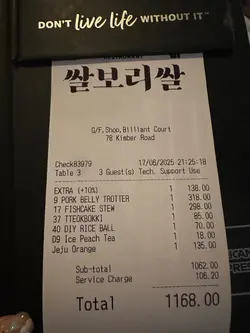 DON'T live life WITHOUT IT™
RESTAURANT
쌀보리쌀
G/F, Shop, Billiant Court
78 Kimber Road
Check83979 17/06/2025-21:25:18
Table 3 3 Guest(s) Tech. Support Use
EXTRA (+10%) 1 138.00
9 PORK BELLY TROTTER 1 318.00
17 FISHCAKE STEW 1 298.00
37 TTEOKBOKKI 1 85.00
40 DIY RICE BALL 1 70.00
D9 Ice Peach Tea 1 18.00
Jeju Orange 1 135.00
Sub-total 1062.00
Service Charge 106.20
Total 1168.00